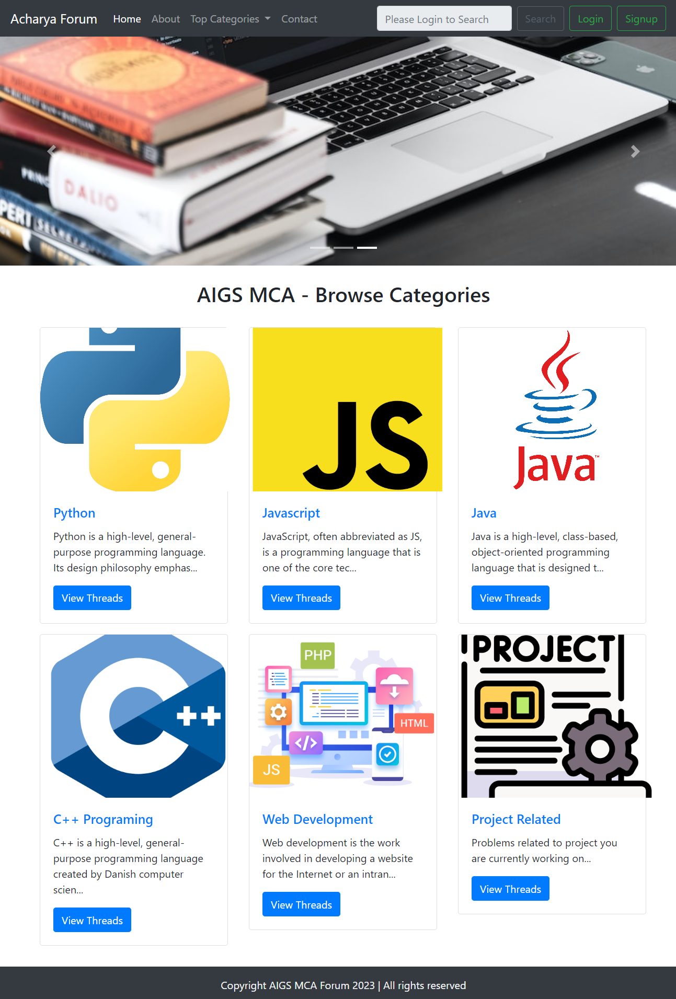 Acharya Forum Home About Top Categories Contact Please Login to Search Search Login Signup
DALIO
AIGS MCA - Browse Categories
JS
Java™
Python
Python is a high-level, general-
purpose programming language.
Its design philosophy emphas...
View Threads
Javascript
JavaScript, often abbreviated as JS,
is a programming language that is
one of the core tec...
View Threads
Java
Java is a high-level, class-based,
object-oriented programming
language that is designed t...
View Threads
C++
PHP
HTML
</>
JS
PROJECT
C++ Programing
C++ is a high-level, general-
purpose programming language
created by Danish computer
scien...
View Threads
Web Development
Web development is the work
involved in developing a website
for the Internet or an intran...
View Threads
Project Related
Problems related to project you
are currently working on...
View Threads
Copyright AIGS MCA Forum 2023 | All rights reserved